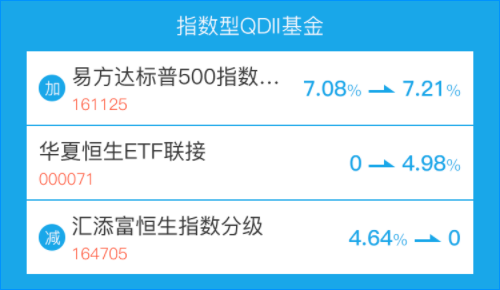 指数型QDII基金
加 易方达标普500指数... 7.08% 7.21%
161125
华夏恒生ETF联接 0 4.98%
000071
减 汇添富恒生指数分级 4.64% 0
164705